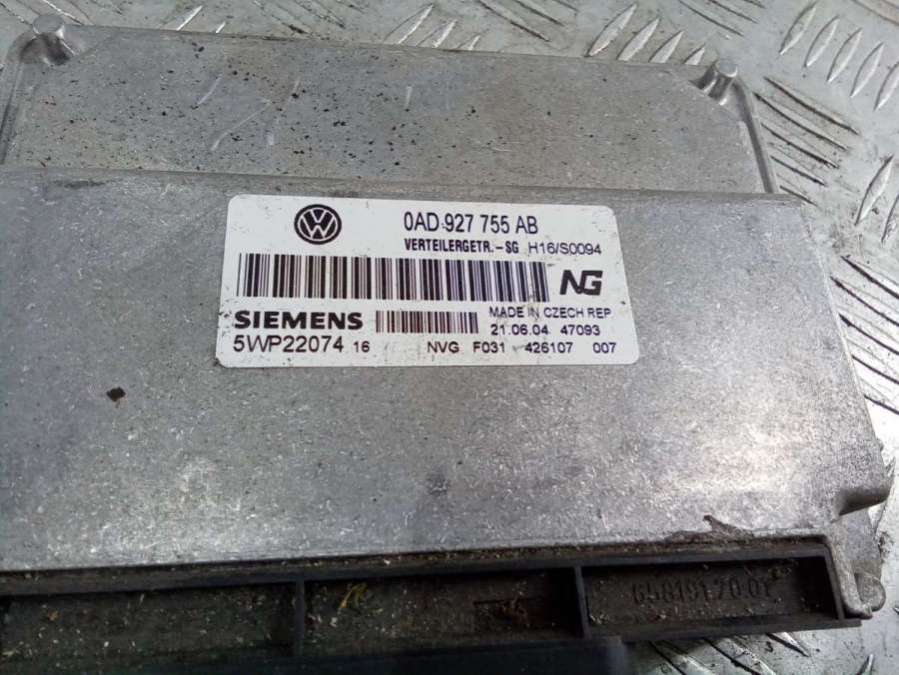 0AD 927 755 AB
VERTEILERGETR.-SG H16/S0094
NG
SIEMENS
MADE IN CZECH REP
21.06.04 47093
5WP22074 16
NVG F031 426107 007